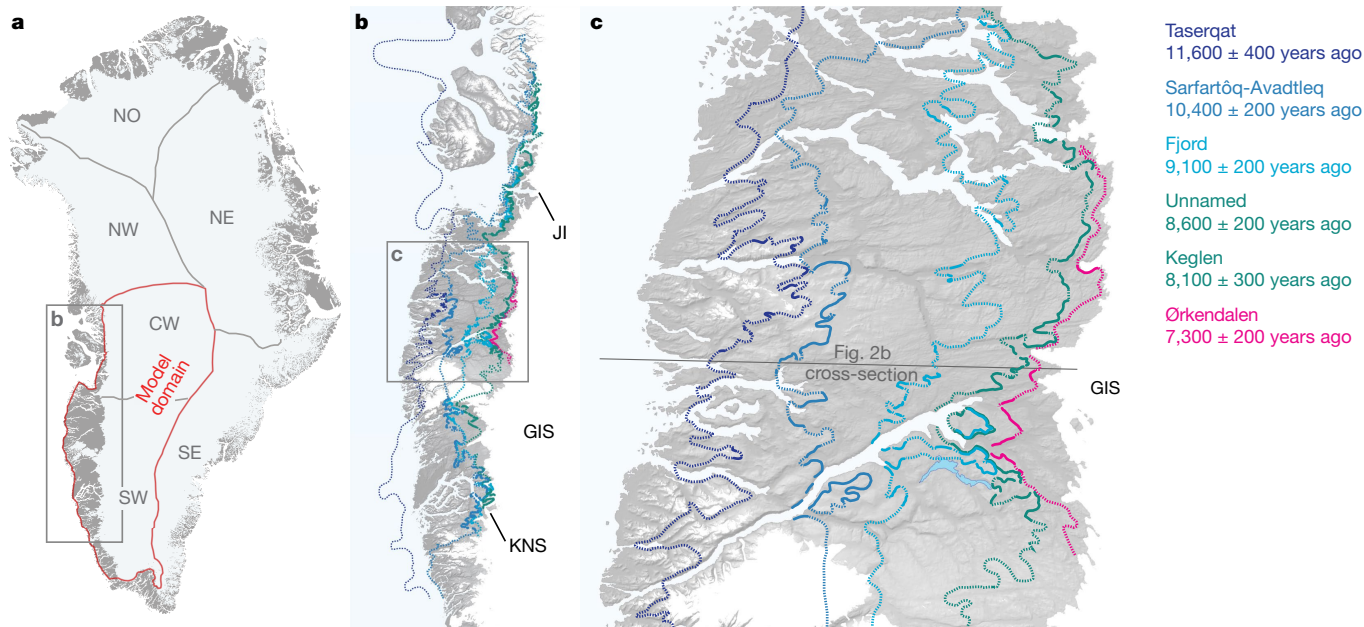 a
NO
NW
NE
b
CW
Model
domain
SE
SW
b
JI
c
GIS
KNS
c
Fig. 2b
cross-section
GIS
Taserqat
11,600 ± 400 years ago
Sarfartôq-Avadtleq
10,400 ± 200 years ago
Fjord
9,100 ± 200 years ago
Unnamed
8,600 ± 200 years ago
Keglen
8,100 ± 300 years ago
Ørkendalen
7,300 ± 200 years ago